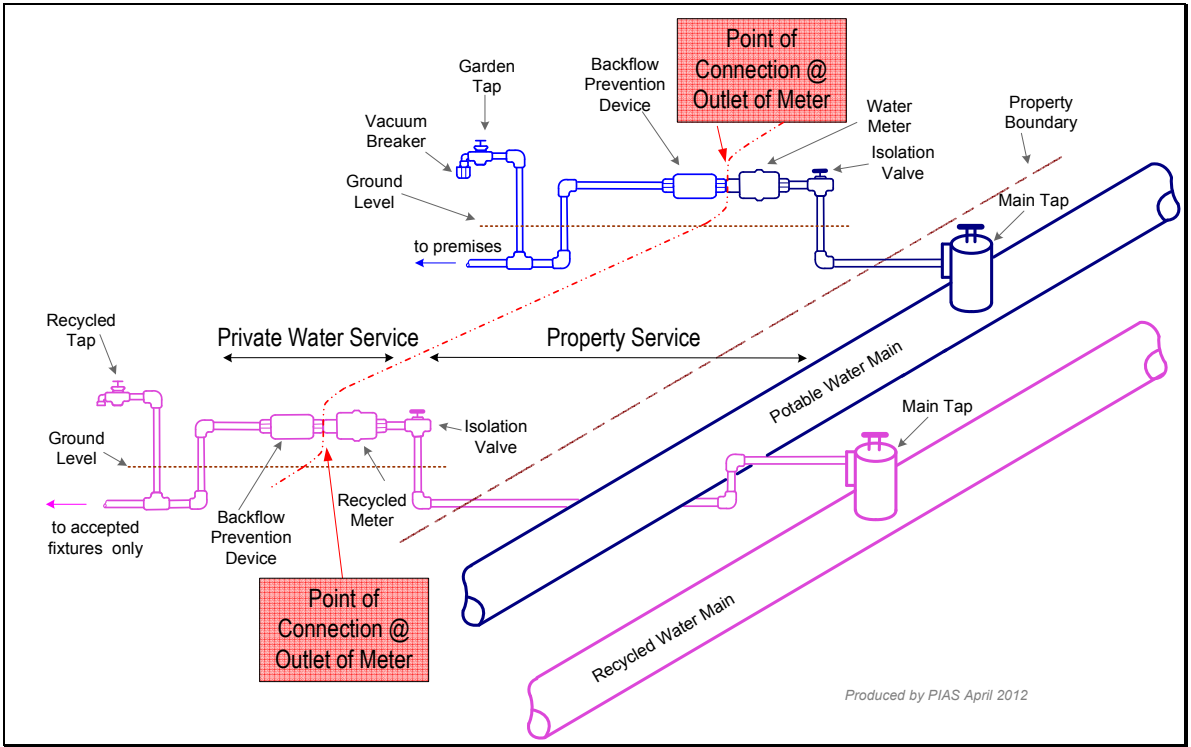 Point of
Connection @
Outlet of Meter
Backflow
Prevention
Device
Garden
Tap
Vacuum
Breaker
Water
Meter
Property
Boundary
Isolation
Valve
Ground
Level
Main Tap
to premises
Recycled
Tap
Private Water Service
Property Service
Potable Water Main
Main Tap
Ground
Level
Isolation
Valve
Recycled
Meter
Backflow
Prevention
Device
to accepted
fixtures only
Point of
Connection @
Outlet of Meter
Recycled Water Main
Produced by PIAS April 2012